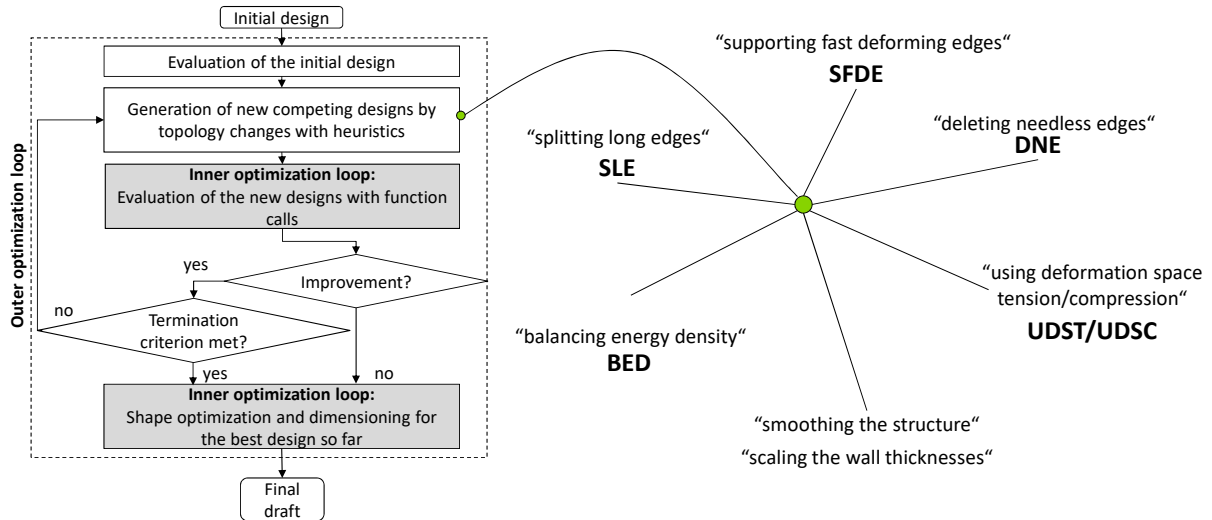 Initial design
Outer optimization loop
Evaluation of the initial design
Generation of new competing designs by
topology changes with heuristics
Inner optimization loop:
Evaluation of the new designs with function
calls
Improvement?
yes
no
Termination
criterion met?
yes
no
Inner optimization loop:
Shape optimization and dimensioning for
the best design so far
Final
draft
“supporting fast deforming edges“
SFDE
“splitting long edges“
SLE
“deleting needless edges“
DNE
“using deformation space
tension/compression“
UDST/UDSC
“balancing energy density“
BED
“smoothing the structure“
“scaling the wall thicknesses“